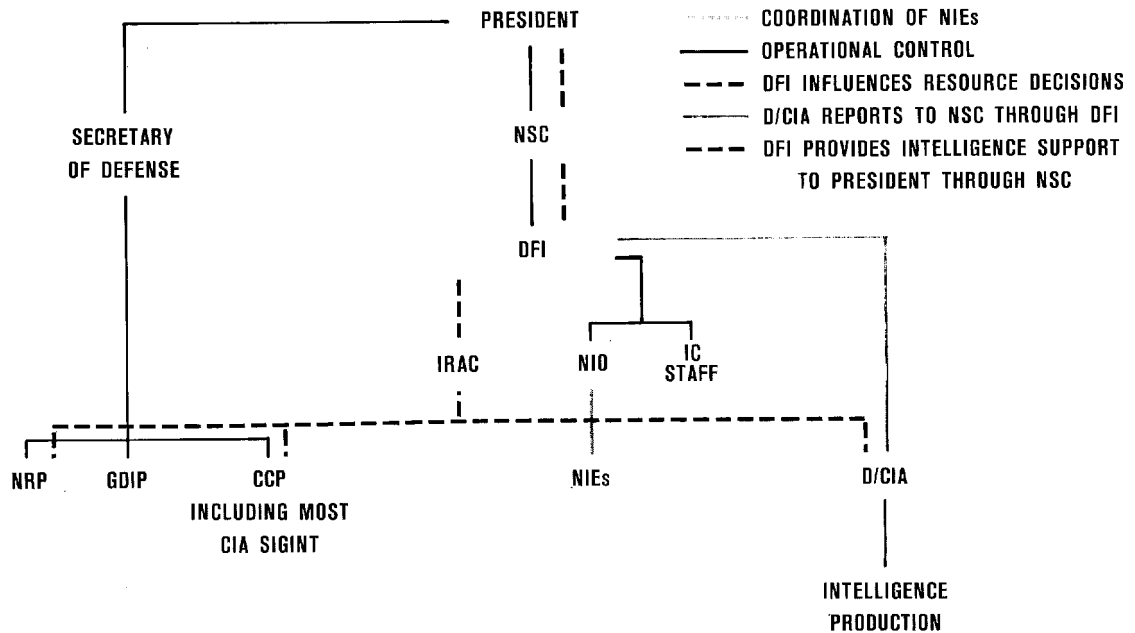 PRESIDENT
COORDINATION OF NIEs
OPERATIONAL CONTROL
DFI INFLUENCES RESOURCE DECISIONS
D/CIA REPORTS TO NSC THROUGH DFI
DFI PROVIDES INTELLIGENCE SUPPORT
TO PRESIDENT THROUGH NSC
SECRETARY
OF DEFENSE
NSC
DFI
IRAC
NIO
IC
STAFF
NRP
GDIP
CCP
INCLUDING MOST
CIA SIGINT
NIEs
D/CIA
INTELLIGENCE
PRODUCTION